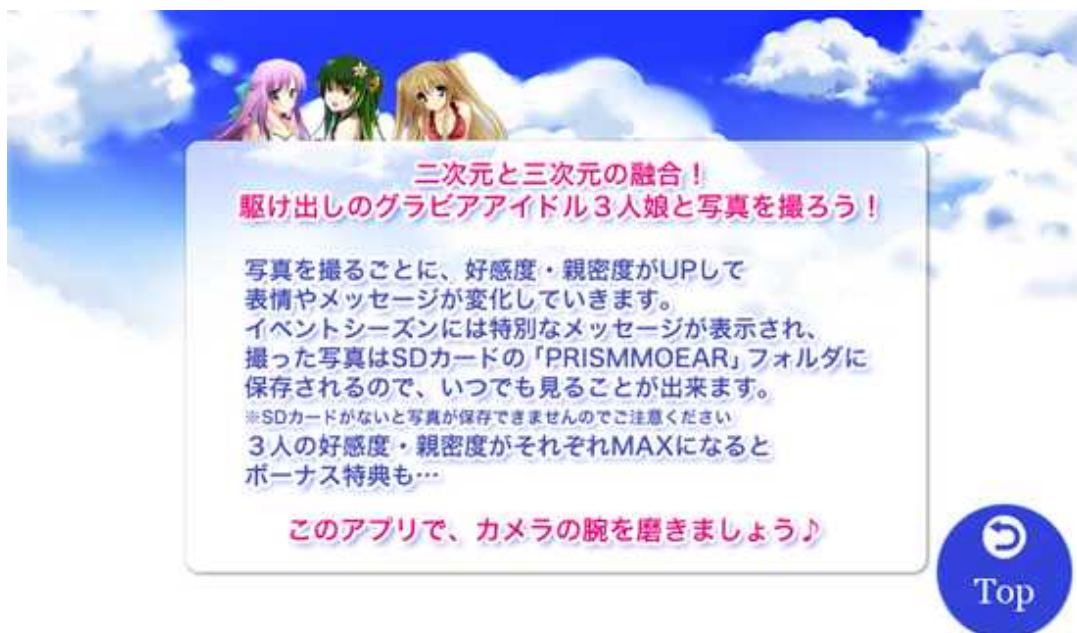 二次元と三次元の融合！
駆け出しのグラビアアイドル３人娘と写真を撮ろう！
写真を撮るごとに、好感度・親密度がUPして
表情やメッセージが変化していきます。
イベントシーズンには特別なメッセージが表示され、
撮った写真はSDカードの「PRISMMOEAR」フォルダに
保存されるので、いつでも見ることが出来ます。
※SDカードがないと写真が保存できませんのでご注意ください
３人の好感度・親密度がそれぞれMAXになると
ボーナス特典も…
このアプリで、カメラの腕を磨きましょう♪
Top